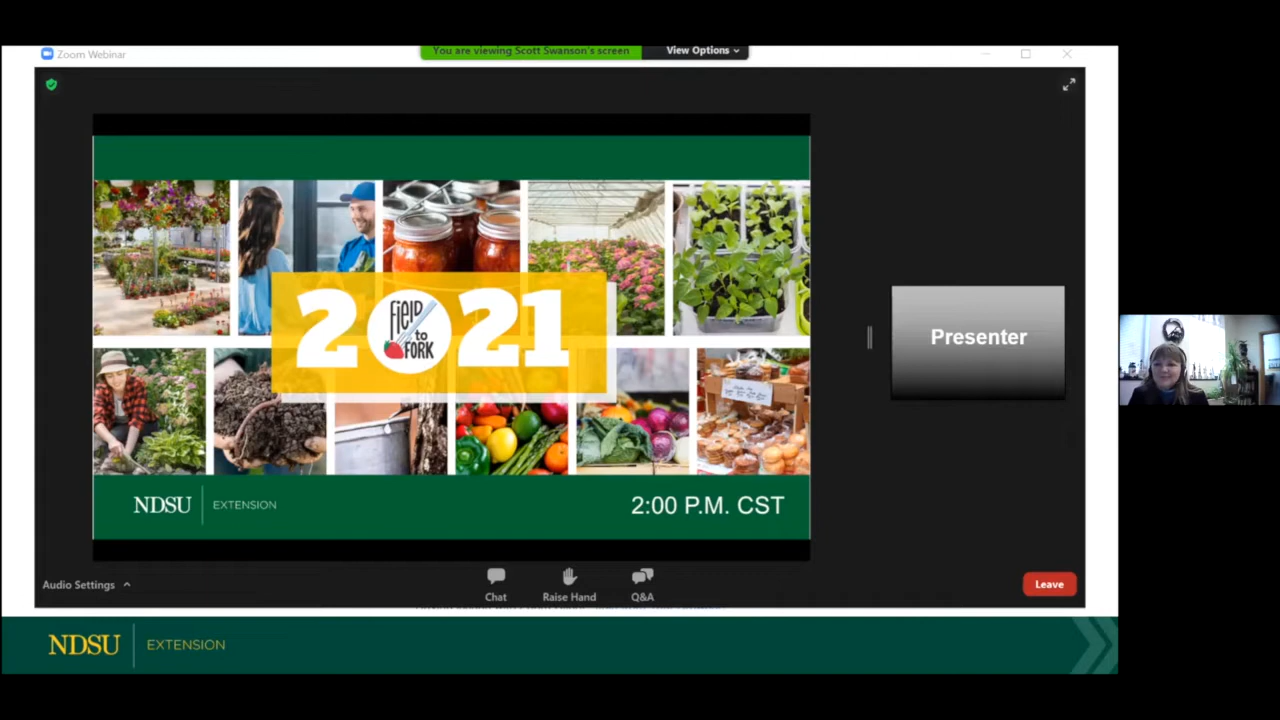 Zoom Webinar
You are viewing Scott Swanson's screen
View Options
2021
FIELD
to
FORK
Presenter
NDSU EXTENSION
2:00 P.M. CST
Audio Settings
Chat
Raise Hand
Q&A
Leave
NDSU EXTENSION